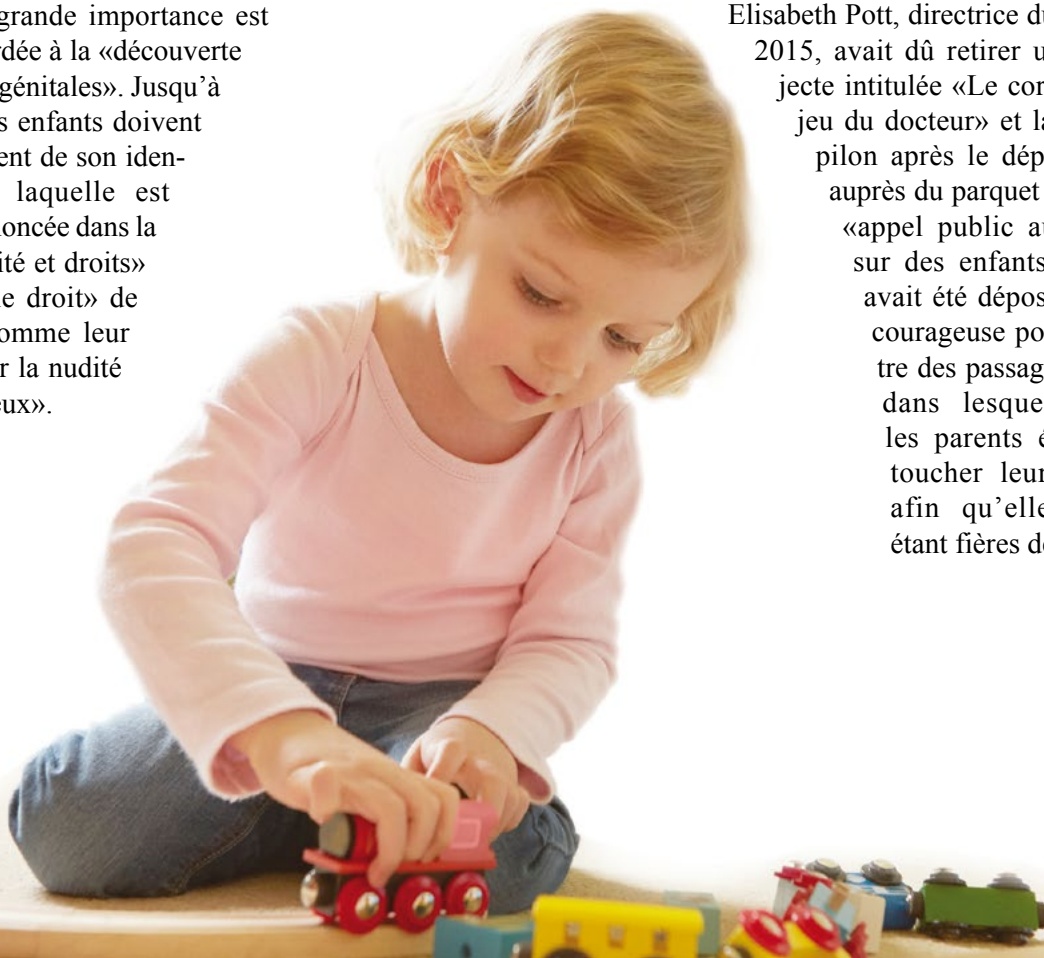 grande importance est
rdée à la «découverte
génitales». Jusqu’à
s enfants doivent
ent de son iden-
laquelle est
noncée dans la
ité et droits»
le droit» de
omme leur
r la nudité
eux».
Elisabeth Pott, directrice du
2015, avait dû retirer u
jecte intitulée «Le cor
jeu du docteur» et la
pilon après le dép
auprès du parquet
«appel public au
sur des enfants
avait été dépos
courageuse po
tre des passag
dans lesque
les parents é
toucher leur
afin qu’elle
étant fières de